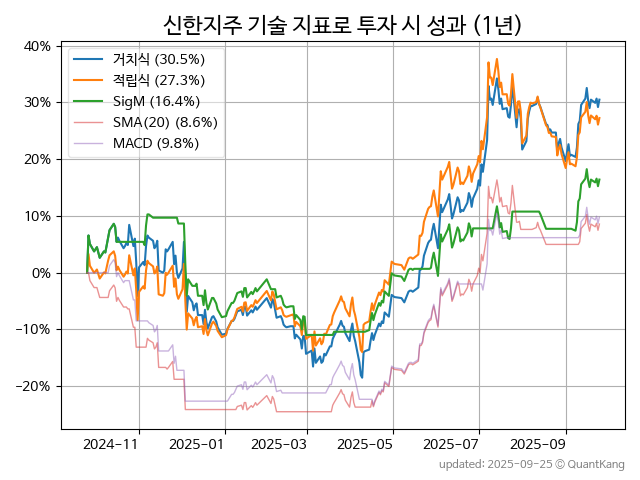 신한지주 기술 지표로 투자 시 성과 (1년)
거치식 (30.5%)
적립식 (27.3%)
SigM (16.4%)
SMA(20) (8.6%)
MACD (9.8%)
40%
30%
20%
10%
0%
−10%
−20%
2024-11 2025-01 2025-03 2025-05 2025-07 2025-09
updated: 2025-09-25 ⓒ QuantKang